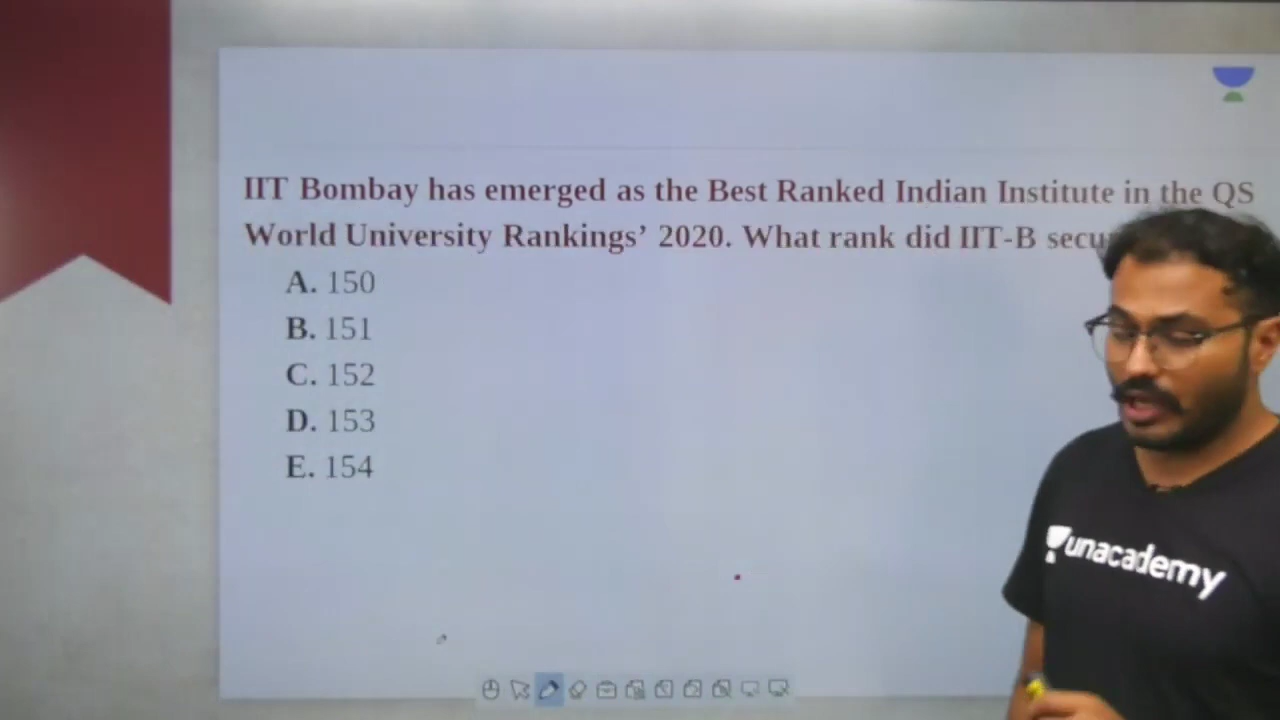 IIT Bombay has emerged as the Best Ranked Indian Institute in the QS
World University Rankings’ 2020. What rank did IIT-B
A. 150
B. 151
C. 152
D. 153
E. 154
unacademy